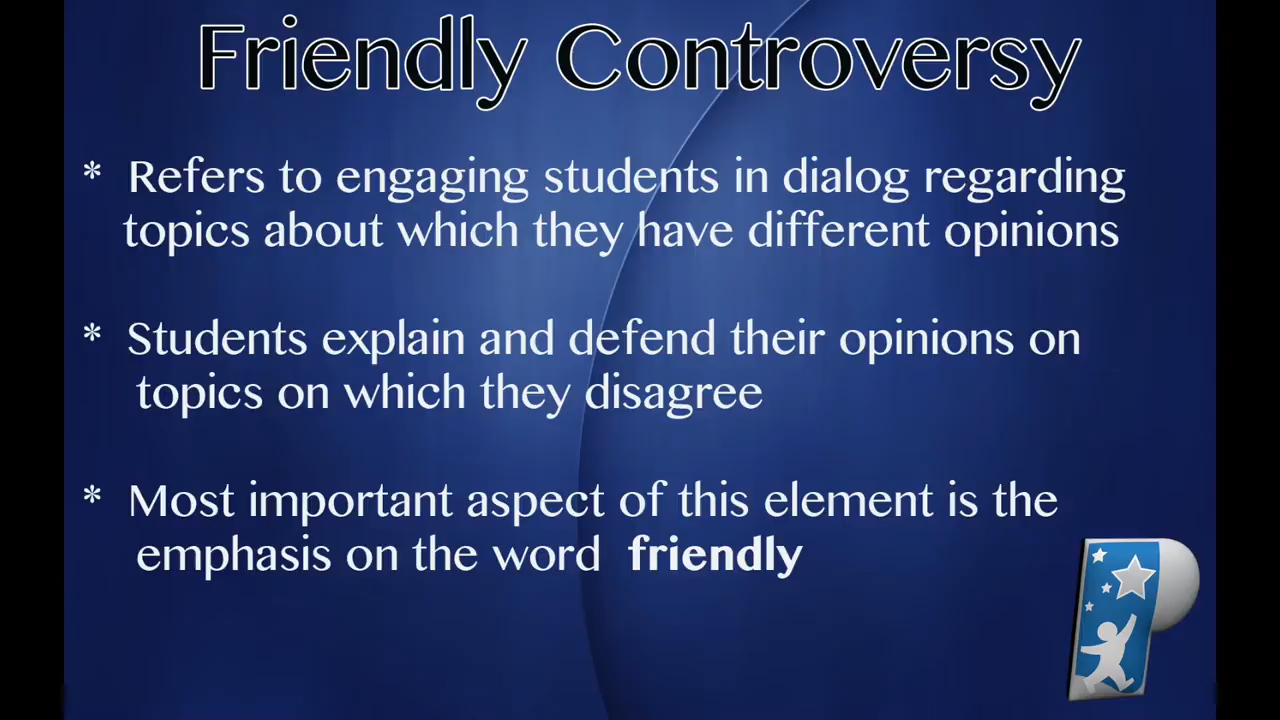 Friendly Controversy
* Refers to engaging students in dialog regarding
topics about which they have different opinions
* Students explain and defend their opinions on
topics on which they disagree
* Most important aspect of this element is the
emphasis on the word friendly